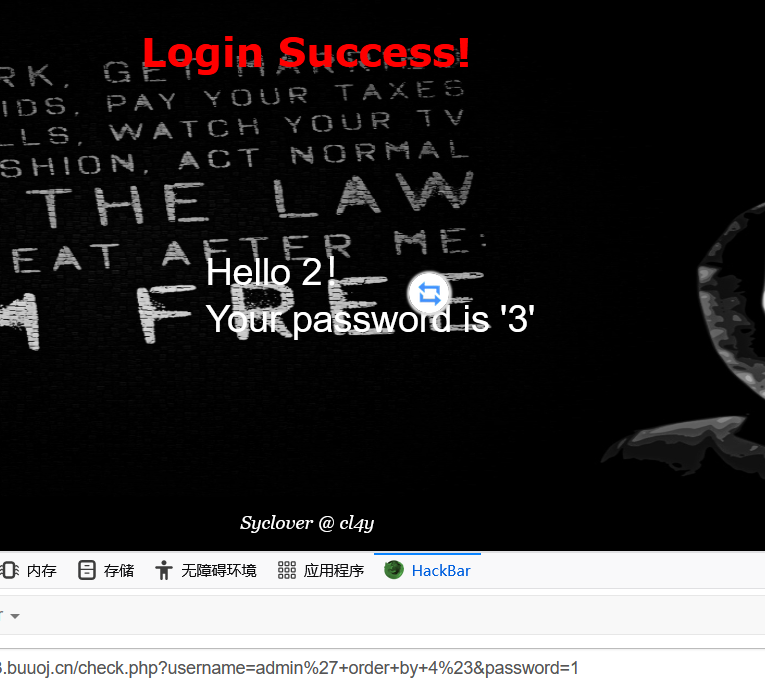 Login Success!
RK, GET MARRIED
IDS, PAY YOUR TAXES
LLS, WATCH YOUR TV
SHION, ACT NORMAL
THE LAW
EAT AFTER ME:
FREE
Hello 2！
Your password is '3'
Syclover @ cl4y
内存
存储
无障碍环境
应用程序
HackBar
.buuoj.cn/check.php?username=admin%27+order+by+4%23&password=1